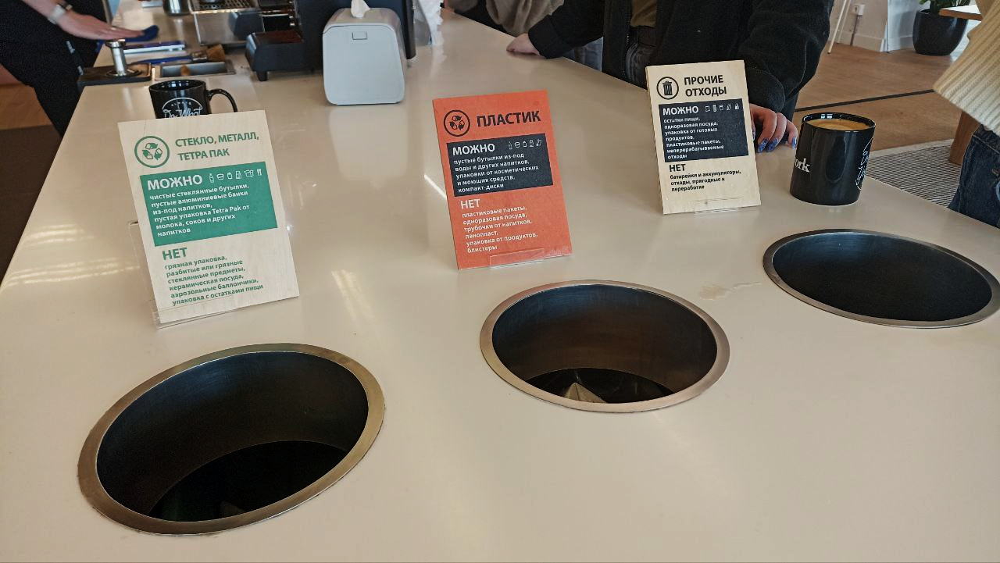 СТЕКЛО, МЕТАЛЛ,
ТЕТРА ПАК
МОЖНО
чистые стеклянные бутылки,
пустые алюминиевые банки
из-под напитков,
пустая упаковка Tetra Pak от
молока, соков и других
напитков
НЕТ
грязная упаковка,
разбитые или грязные
стеклянные предметы,
керамическая посуда,
аэрозольные баллончики,
упаковка с остатками пищи
ПЛАСТИК
МОЖНО
пустые бутылки из-под
воды и других напитков,
упаковки от косметических
и моющих средств,
компакт-диски
НЕТ
пластиковые пакеты,
одноразовая посуда,
трубочки от напитков,
пенопласт,
упаковка от продуктов,
блистеры
ПРОЧИЕ
ОТХОДЫ
МОЖНО
остатки пищи,
одноразовая посуда,
упаковка от готовых
продуктов,
пластиковые пакеты,
неперерабатываемые
отходы
НЕТ
батарейки и аккумуляторы,
отходы, пригодные к
переработке
ork